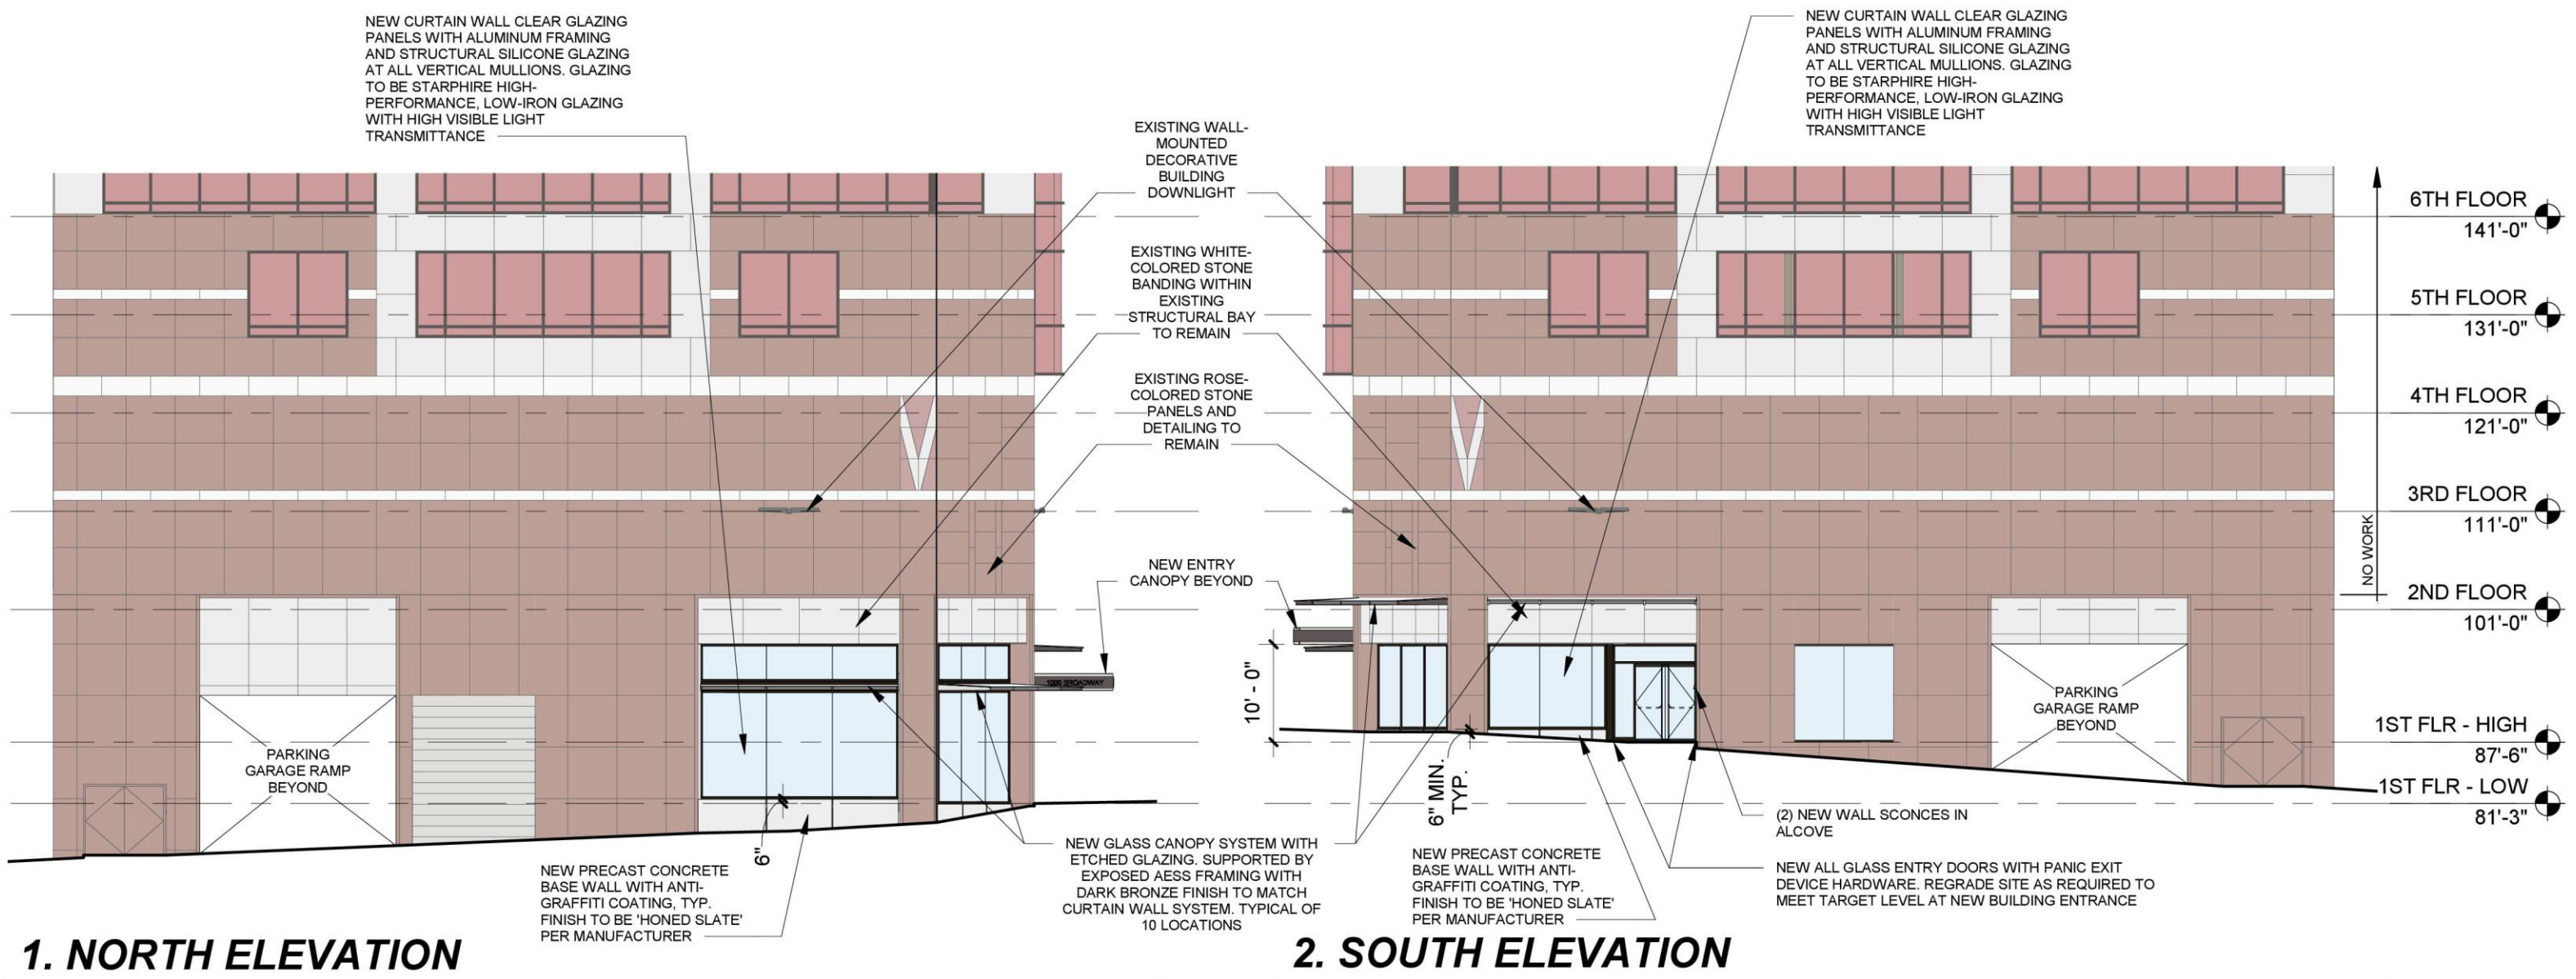 NEW CURTAIN WALL CLEAR GLAZING
PANELS WITH ALUMINUM FRAMING
AND STRUCTURAL SILICONE GLAZING
AT ALL VERTICAL MULLIONS. GLAZING
TO BE STARPHIRE HIGH-
PERFORMANCE, LOW-IRON GLAZING
WITH HIGH VISIBLE LIGHT
TRANSMITTANCE
EXISTING WALL-
MOUNTED
DECORATIVE
BUILDING
DOWNLIGHT
EXISTING WHITE-
COLORED STONE
BANDING WITHIN
EXISTING
STRUCTURAL BAY
TO REMAIN
EXISTING ROSE-
COLORED STONE
PANELS AND
DETAILING TO
REMAIN
NEW ENTRY
CANOPY BEYOND
1000 BROADWAY
PARKING
GARAGE RAMP
BEYOND
6"
NEW PRECAST CONCRETE
BASE WALL WITH ANTI-
GRAFFITI COATING, TYP.
FINISH TO BE 'HONED SLATE'
PER MANUFACTURER
NEW GLASS CANOPY SYSTEM WITH
ETCHED GLAZING. SUPPORTED BY
EXPOSED AESS FRAMING WITH
DARK BRONZE FINISH TO MATCH
CURTAIN WALL SYSTEM. TYPICAL OF
10 LOCATIONS
1. NORTH ELEVATION
NEW CURTAIN WALL CLEAR GLAZING
PANELS WITH ALUMINUM FRAMING
AND STRUCTURAL SILICONE GLAZING
AT ALL VERTICAL MULLIONS. GLAZING
TO BE STARPHIRE HIGH-
PERFORMANCE, LOW-IRON GLAZING
WITH HIGH VISIBLE LIGHT
TRANSMITTANCE
6TH FLOOR
141'-0"
5TH FLOOR
131'-0"
4TH FLOOR
121'-0"
3RD FLOOR
111'-0"
NO WORK
2ND FLOOR
101'-0"
1ST FLR - HIGH
87'-6"
1ST FLR - LOW
81'-3"
10' - 0"
6" MIN.
TYP.
PARKING
GARAGE RAMP
BEYOND
(2) NEW WALL SCONCES IN
ALCOVE
NEW PRECAST CONCRETE
BASE WALL WITH ANTI-
GRAFFITI COATING, TYP.
FINISH TO BE 'HONED SLATE'
PER MANUFACTURER
NEW ALL GLASS ENTRY DOORS WITH PANIC EXIT
DEVICE HARDWARE. REGRADE SITE AS REQUIRED TO
MEET TARGET LEVEL AT NEW BUILDING ENTRANCE
2. SOUTH ELEVATION